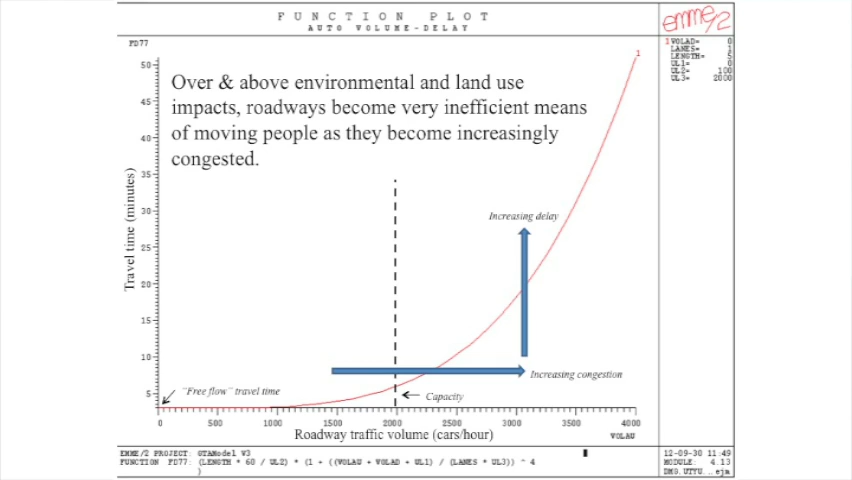 FUNCTION PLOT
AUTO VOLUME-DELAY
emme/2
FD77
1 VOLAD= 0
LANES= 1
LENGTH= 5
UL1= 0
UL2= 100
UL3= 2000
1
Over & above environmental and land use
impacts, roadways become very inefficient means
of moving people as they become increasingly
congested.
50
45
40
35
30
25
20
15
10
5
Travel time (minutes)
Increasing delay
Increasing congestion
"Free flow" travel time
Capacity
0 500 1000 1500 2000 2500 3000 3500 4000
Roadway traffic volume (cars/hour)
VOLAU
EMME/2 PROJECT: GTAModel V3
FUNCTION FD77: (LENGTH * 60 / UL2) * (1 + ((VOLAU + VOLAD + UL1) / (LANES * UL3)) ^ 4
)
12-09-30 11:49
MODULE: 4.13
DMG.UTYU..ejm